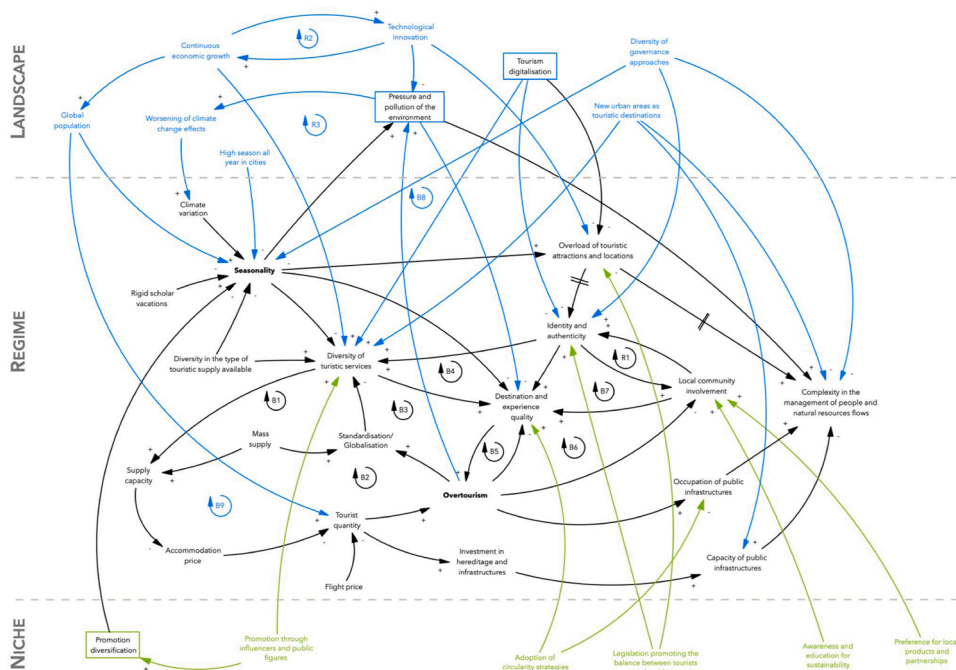 LANDSCAPE
REGIME
NICHE
Continuous
economic growth
R2
Technological
innovation
Tourism
digitalisation
Diversity of
governance
approaches
Global
population
Worsening of climate
change effects
R3
Pressure and
pollution of the
environment
New urban areas as
touristic destinations
High season all
year in cities
B8
Climate
variation
Seasonality
Overload of touristic
attractions and locations
Rigid scholar
vacations
Identity and
authenticity
R1
Diversity in the type of
touristic supply available
Diversity of
turistic services
B4
B7
Local community
involvement
Complexity in the
management of people and
natural resources flows
B1
B3
Destination and
experience
quality
Mass
supply
Standardisation/
Globalisation
B5
B6
Supply
capacity
B2
Overtourism
Occupation of public
infrastructures
B9
Tourist
quantity
Accommodation
price
Investment in
hereditage and
infrastructures
Capacity of public
infrastructures
Flight price
Promotion
diversification
Promotion through
influencers and public
figures
Adoption of
circularity strategies
Legislation promoting the
balance between tourists
Awareness and
education for
sustainability
Preference for local
products and
partnerships